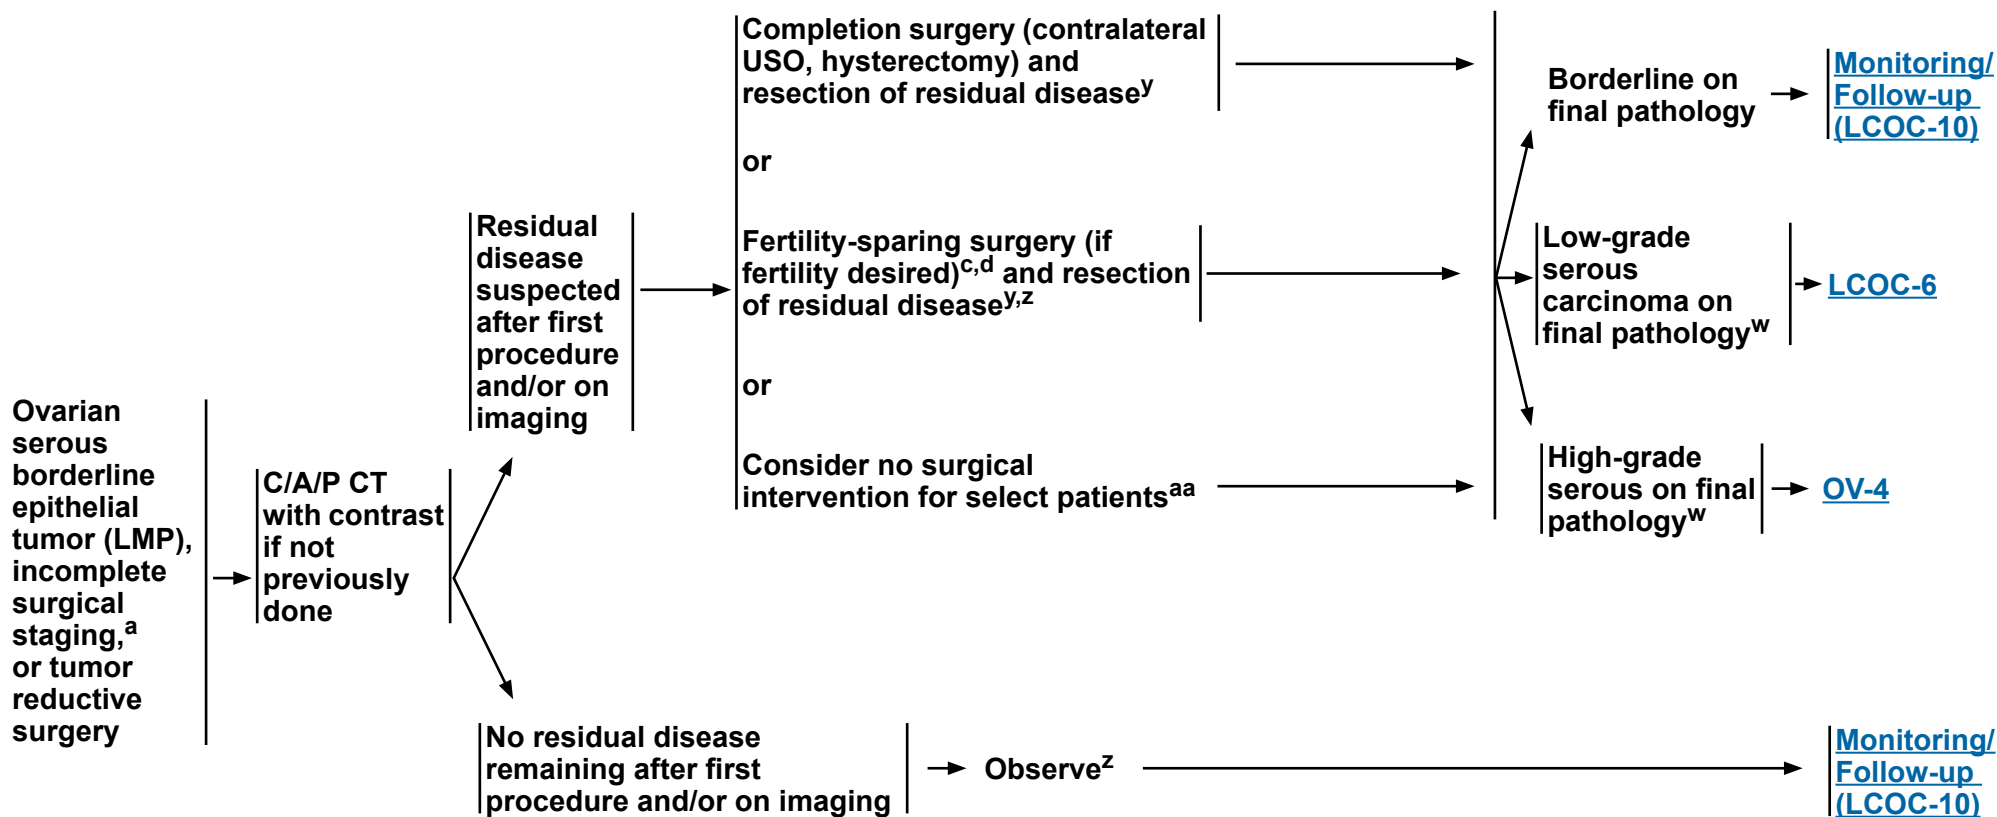 Ovarian
serous
borderline
epithelial
tumor (LMP),
incomplete
surgical
staging,a
or tumor
reductive
surgery
C/A/P CT
with contrast
if not
previously
done
Residual
disease
suspected
after first
procedure
and/or on
imaging
Completion surgery (contralateral
USO, hysterectomy) and
resection of residual diseasey
or
Fertility-sparing surgery (if
fertility desired)c,d and resection
of residual diseasey,z
or
Consider no surgical
intervention for select patientsaa
Borderline on
final pathology
Monitoring/
Follow-up
(LCOC-10)
Low-grade
serous
carcinoma on
final pathologyw
LCOC-6
High-grade
serous on final
pathologyw
OV-4
No residual disease
remaining after first
procedure and/or on imaging
Observez
Monitoring/
Follow-up
(LCOC-10)